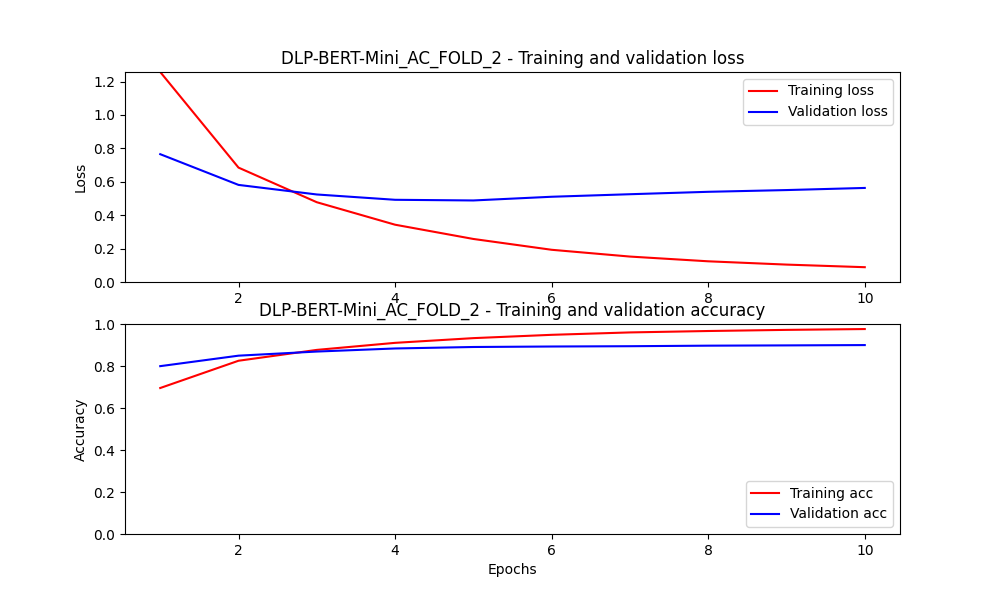 DLP-BERT-Mini_AC_FOLD_2 - Training and validation loss
1.2
1.0
0.8
0.6
0.4
0.2
0.0
Loss
Training loss
Validation loss
2 4 6 8 10
DLP-BERT-Mini_AC_FOLD_2 - Training and validation accuracy
1.0
0.8
0.6
0.4
0.2
0.0
Accuracy
Training acc
Validation acc
2 4 6 8 10
Epochs